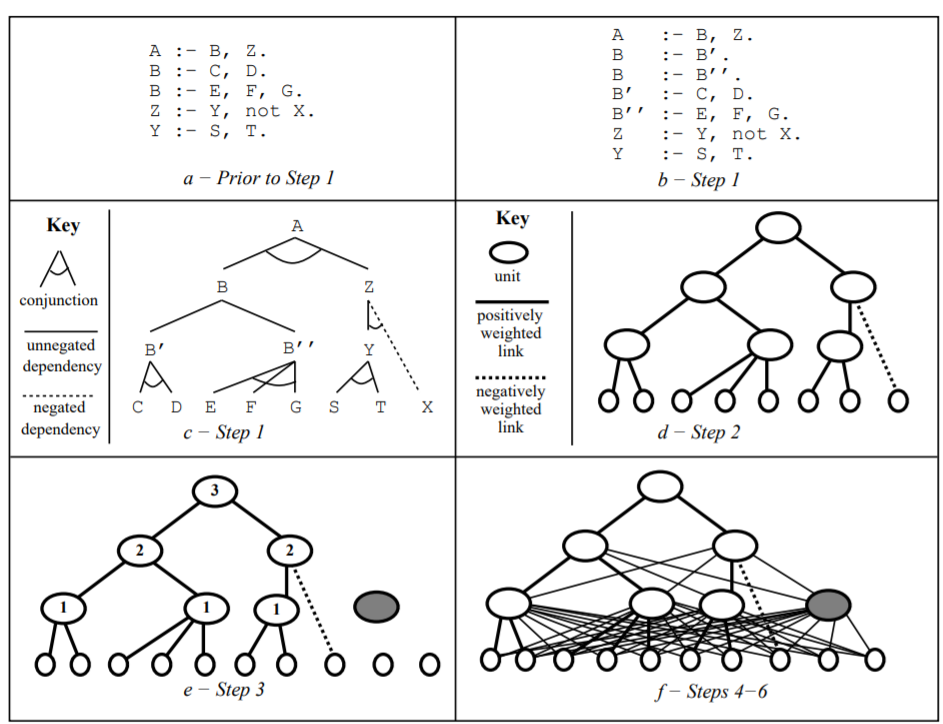 A :- B, Z.
B :- C, D.
B :- E, F, G.
Z :- Y, not X.
Y :- S, T.
a – Prior to Step 1
A :- B, Z.
B :- B′.
B :- B′′.
B′ :- C, D.
B′′ :- E, F, G.
Z :- Y, not X.
Y :- S, T.
b – Step 1
Key
conjunction
unnegated
dependency
negated
dependency
A
B Z
B′ B′′ Y
C D E F G S T X
c – Step 1
Key
unit
positively
weighted
link
negatively
weighted
link
d – Step 2
3
2 2
1 1 1
e – Step 3
f – Steps 4–6